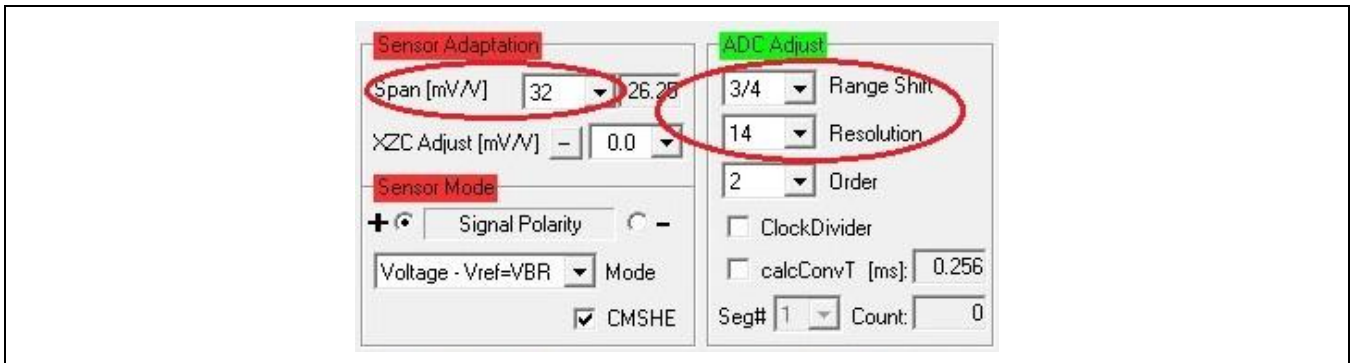 Sensor Adaptation
Span [mV/V] 32 26.25
XZC Adjust [mV/V] - 0.0
Sensor Mode
+ Signal Polarity -
Voltage - Vref=VBR Mode
CMSHE
ADC Adjust
3/4 Range Shift
14 Resolution
2 Order
ClockDivider
calcConvT [ms]: 0.256
Seg# 1 Count: 0